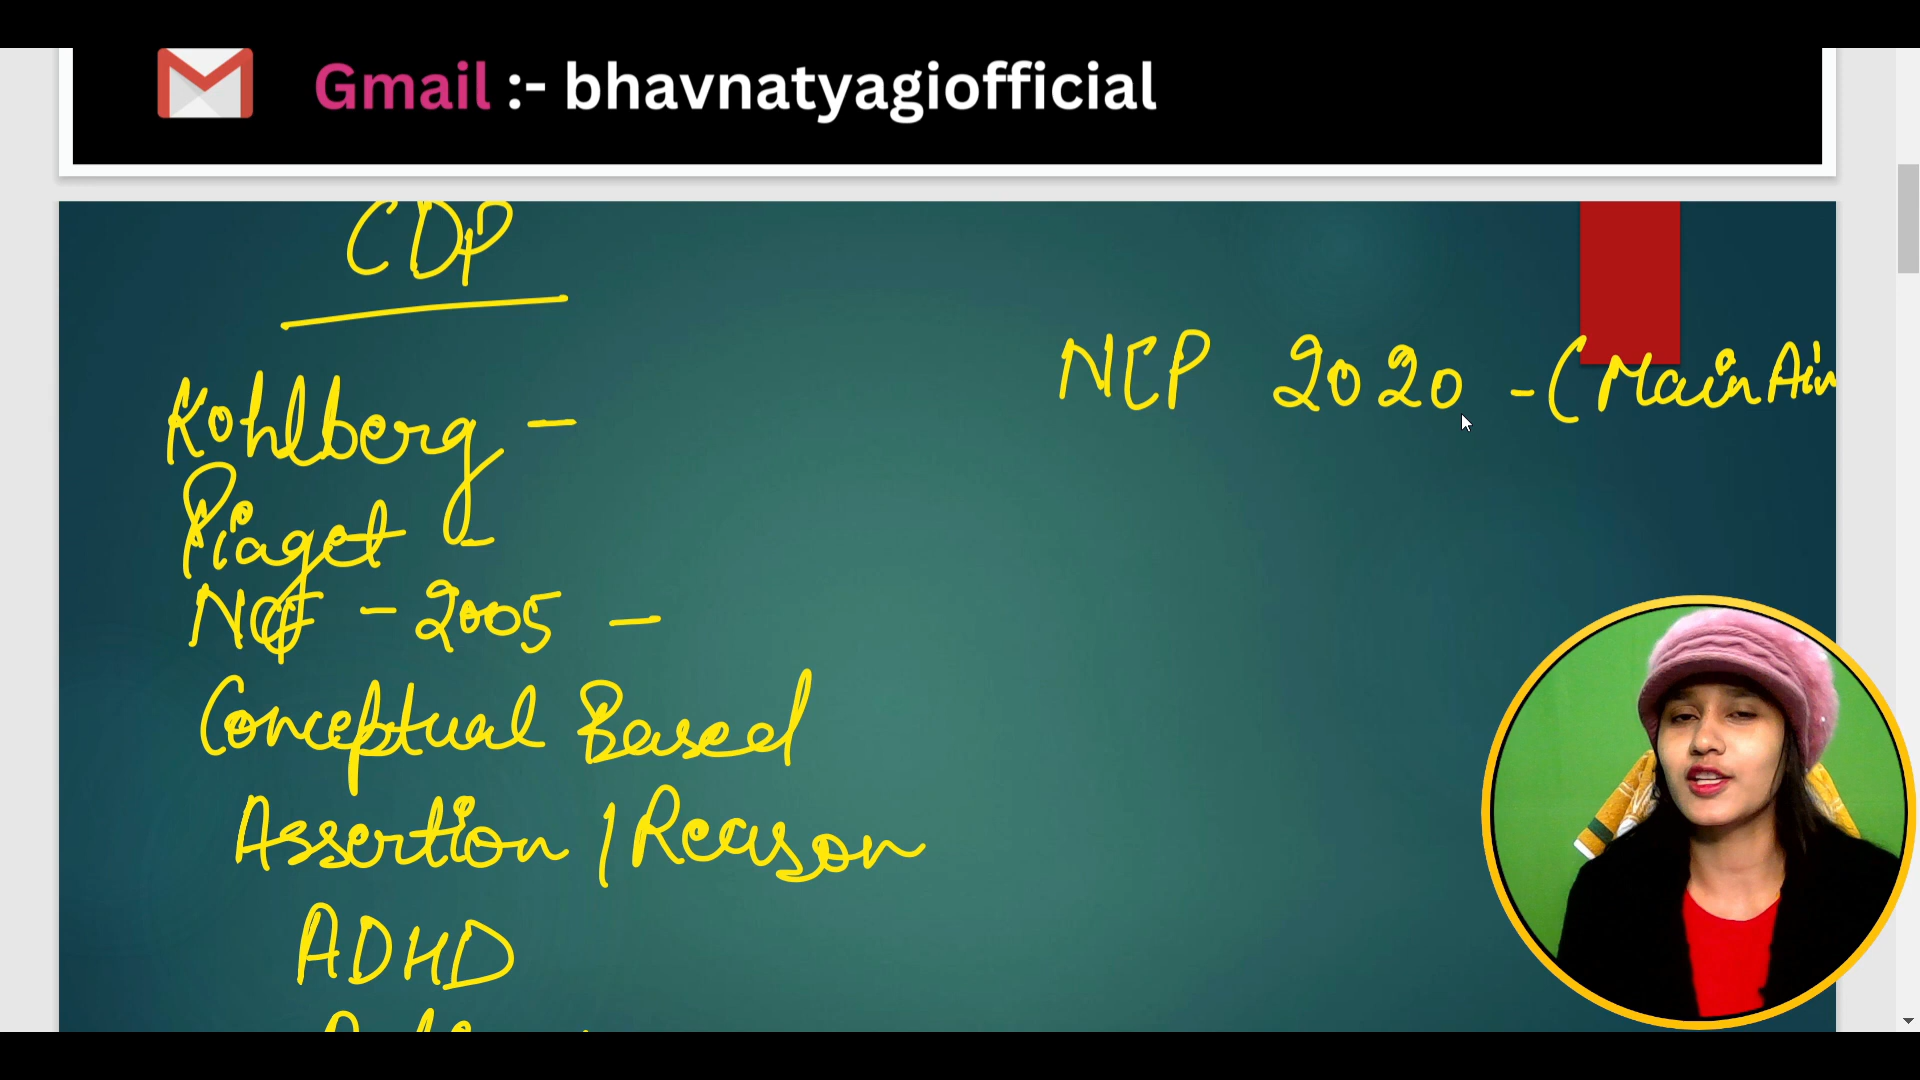 Gmail :- bhavnatyagiofficial
CDP
NCP 2020 - (Main Aim
Kohlberg -
Piaget -
NCF - 2005 -
Conceptual Based
Assertion / Reason
ADHD